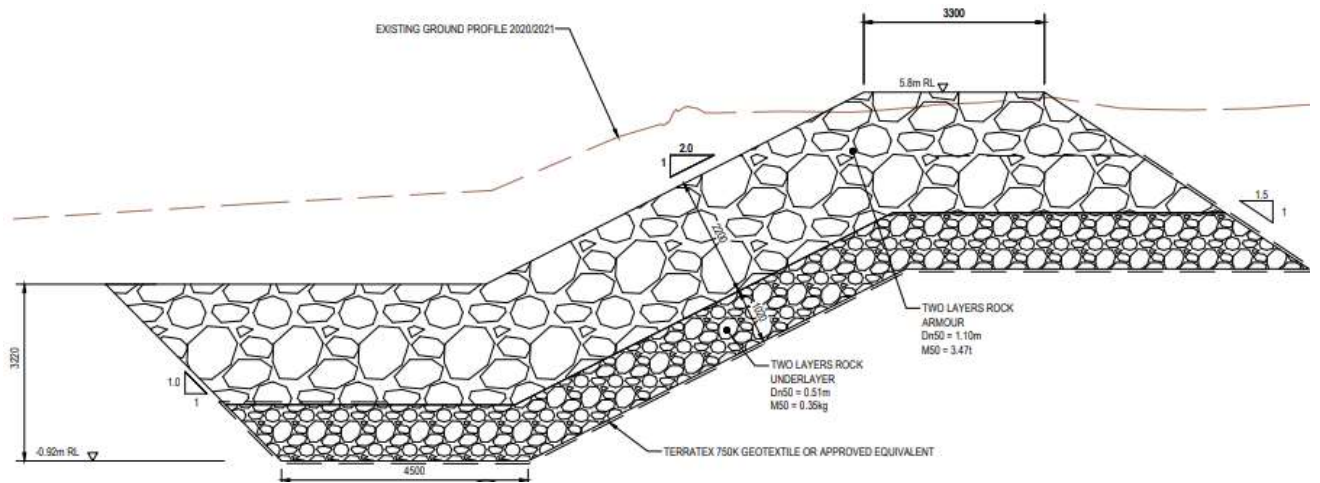 3300
EXISTING GROUND PROFILE 2020/2021
5.8m RL
2.0
1
1.5
1
2200
1020
3220
1.0
1
TWO LAYERS ROCK
ARMOUR
Dn50 = 1.10m
M50 = 3.47t
TWO LAYERS ROCK
UNDERLAYER
Dn50 = 0.51m
M50 = 0.35kg
-0.92m RL
TERRATEX 750K GEOTEXTILE OR APPROVED EQUIVALENT
4500